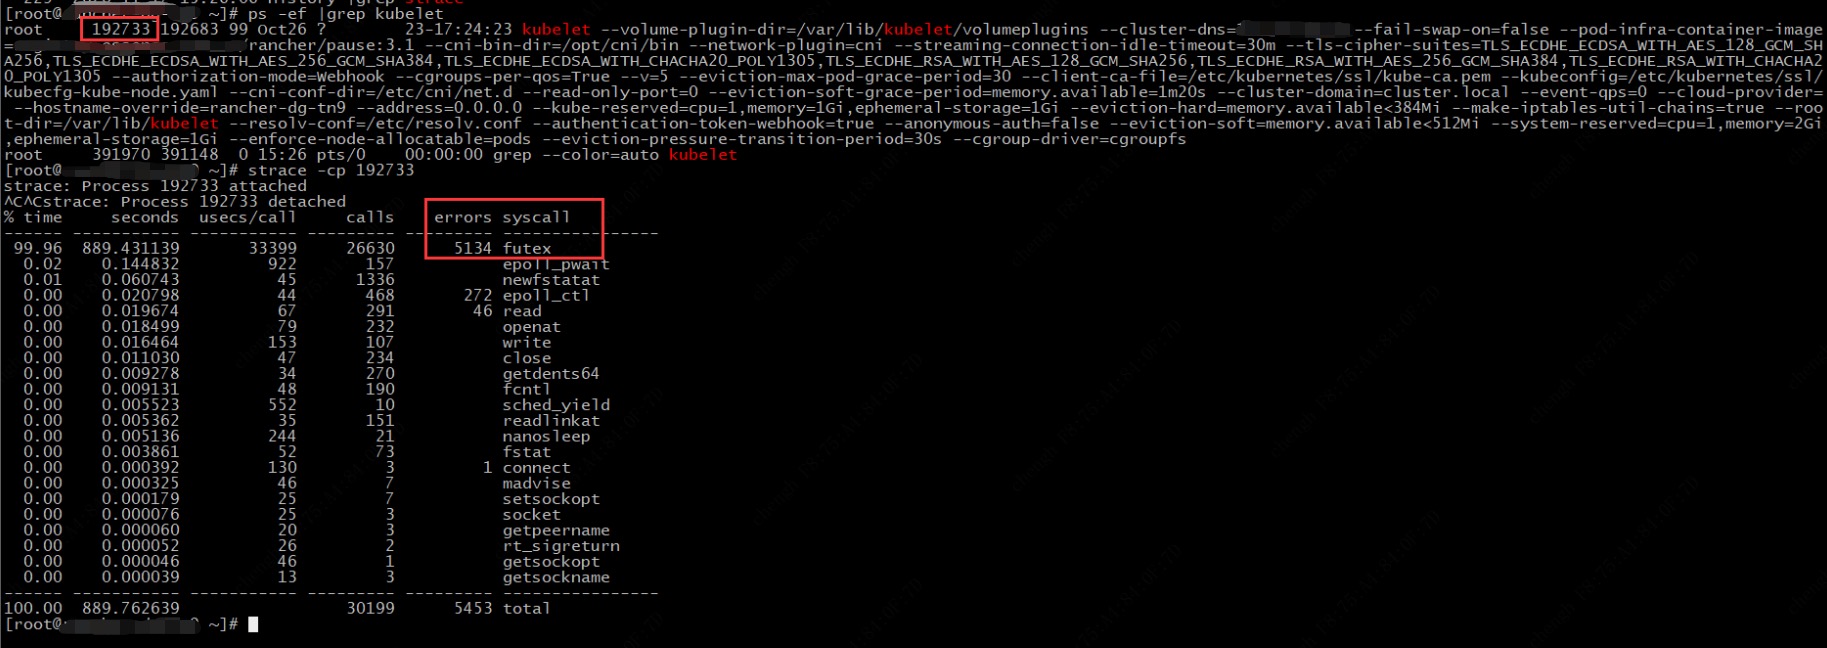 [root@ ~]# ps -ef |grep kubelet
root 192733 192683 99 Oct26 ? 23-17:24:23 kubelet --volume-plugin-dir=/var/lib/kubelet/volumeplugins --cluster-dns= --fail-swap-on=false --pod-infra-container-image
= /rancher/pause:3.1 --cni-bin-dir=/opt/cni/bin --network-plugin=cni --streaming-connection-idle-timeout=30m --tls-cipher-suites=TLS_ECDHE_ECDSA_WITH_AES_128_GCM_SH
A256,TLS_ECDHE_ECDSA_WITH_AES_256_GCM_SHA384,TLS_ECDHE_ECDSA_WITH_CHACHA20_POLY1305,TLS_ECDHE_RSA_WITH_AES_128_GCM_SHA256,TLS_ECDHE_RSA_WITH_AES_256_GCM_SHA384,TLS_ECDHE_RSA_WITH_CHACHA2
0_POLY1305 --authorization-mode=Webhook --cgroups-per-qos=True --v=5 --eviction-max-pod-grace-period=30 --client-ca-file=/etc/kubernetes/ssl/kube-ca.pem --kubeconfig=/etc/kubernetes/ssl/
kubecfg-kube-node.yaml --cni-conf-dir=/etc/cni/net.d --read-only-port=0 --eviction-soft-grace-period=memory.available=1m20s --cluster-domain=cluster.local --event-qps=0 --cloud-provider=
--hostname-override=rancher-dg-tn9 --address=0.0.0.0 --kube-reserved=cpu=1,memory=1Gi,ephemeral-storage=1Gi --eviction-hard=memory.available<384Mi --make-iptables-util-chains=true --roo
t-dir=/var/lib/kubelet --resolv-conf=/etc/resolv.conf --authentication-token-webhook=true --anonymous-auth=false --eviction-soft=memory.available<512Mi --system-reserved=cpu=1,memory=2Gi
,ephemeral-storage=1Gi --enforce-node-allocatable=pods --eviction-pressure-transition-period=30s --cgroup-driver=cgroupfs
root 391970 391148 0 15:26 pts/0 00:00:00 grep --color=auto kubelet
[root@ ~]# strace -cp 192733
strace: Process 192733 attached
^C^Cstrace: Process 192733 detached
% time seconds usecs/call calls errors syscall
------ ----------- ----------- --------- --------- ----------------
99.96 889.431139 33399 26630 5134 futex
0.02 0.144832 922 157 epoll_pwait
0.01 0.060743 45 1336 newfstatat
0.00 0.020798 44 468 272 epoll_ctl
0.00 0.019674 67 291 46 read
0.00 0.018499 79 232 openat
0.00 0.016464 153 107 write
0.00 0.011030 47 234 close
0.00 0.009278 34 270 getdents64
0.00 0.009131 48 190 fcntl
0.00 0.005523 552 10 sched_yield
0.00 0.005362 35 151 readlinkat
0.00 0.005136 244 21 nanosleep
0.00 0.003861 52 73 fstat
0.00 0.000392 130 3 1 connect
0.00 0.000325 46 7 madvise
0.00 0.000179 25 7 setsockopt
0.00 0.000076 25 3 socket
0.00 0.000060 20 3 getpeername
0.00 0.000052 26 2 rt_sigreturn
0.00 0.000046 46 1 getsockopt
0.00 0.000039 13 3 getsockname
------ ----------- ----------- --------- --------- ----------------
100.00 889.762639 30199 5453 total
[root@ ~]#